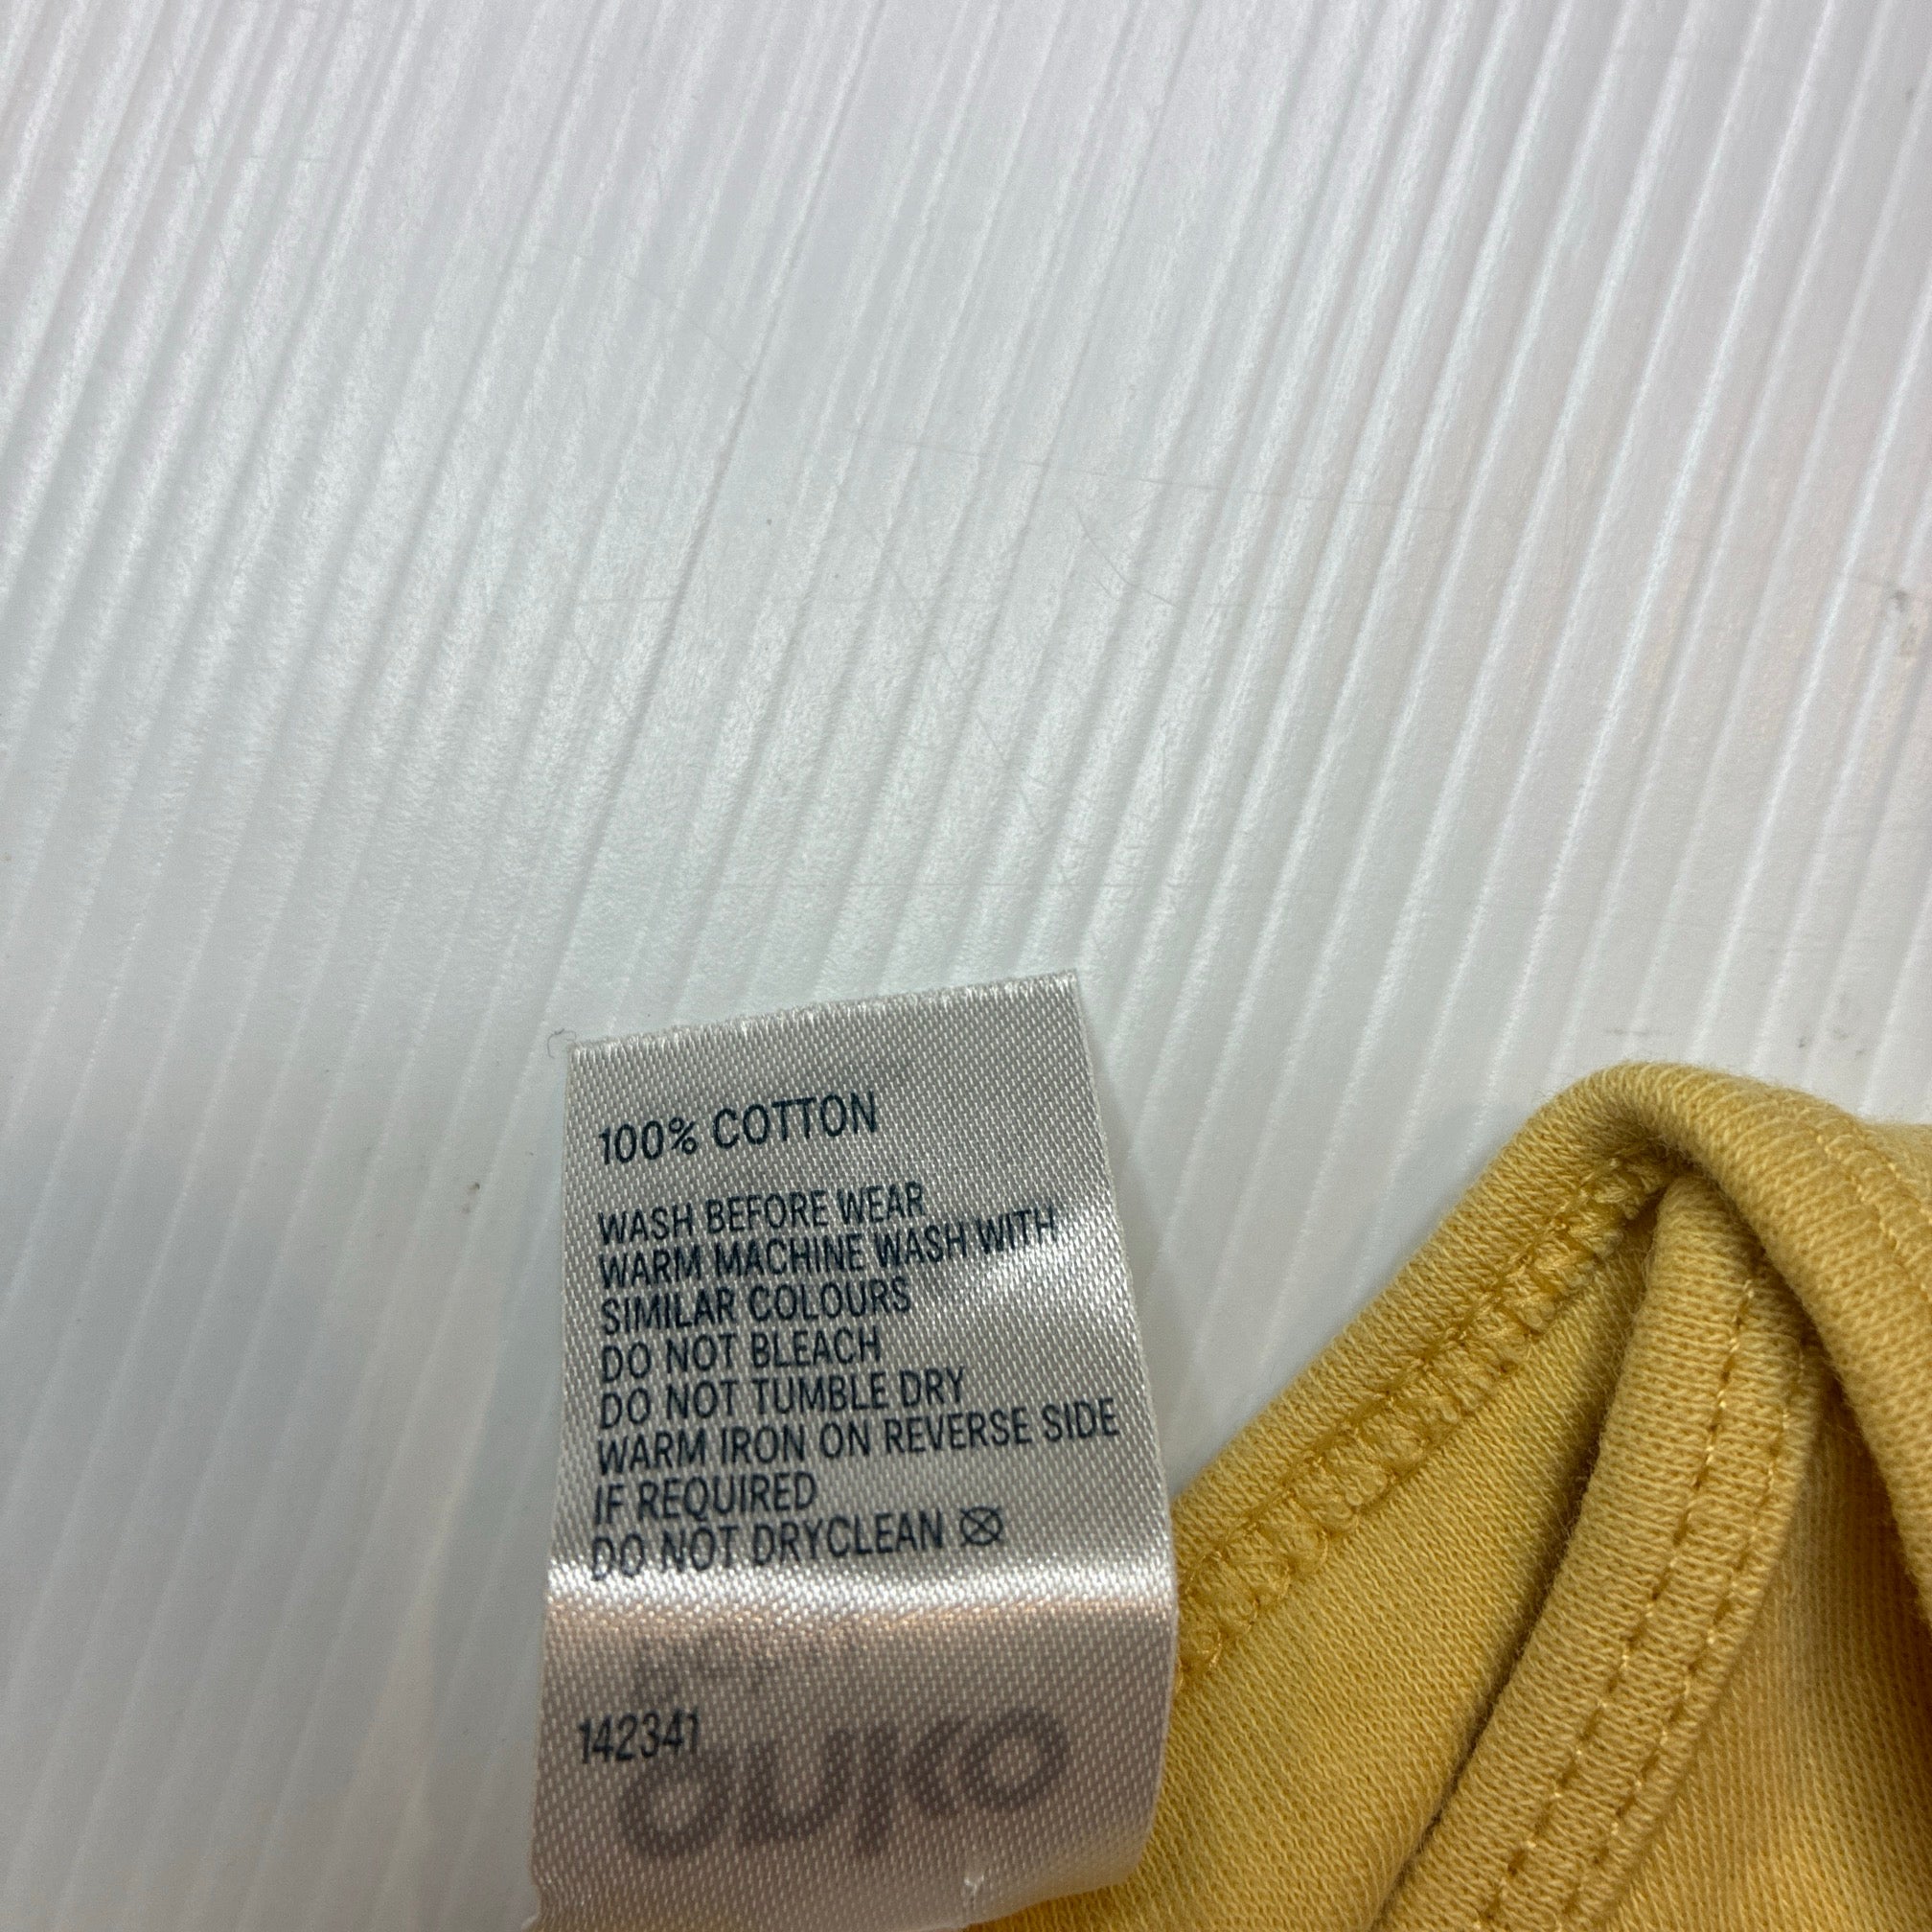 100% COTTON
WASH BEFORE WEAR
WARM MACHINE WASH WITH
SIMILAR COLOURS
DO NOT BLEACH
DO NOT TUMBLE DRY
WARM IRON ON REVERSE SIDE
IF REQUIRED
DO NOT DRYCLEAN
142341